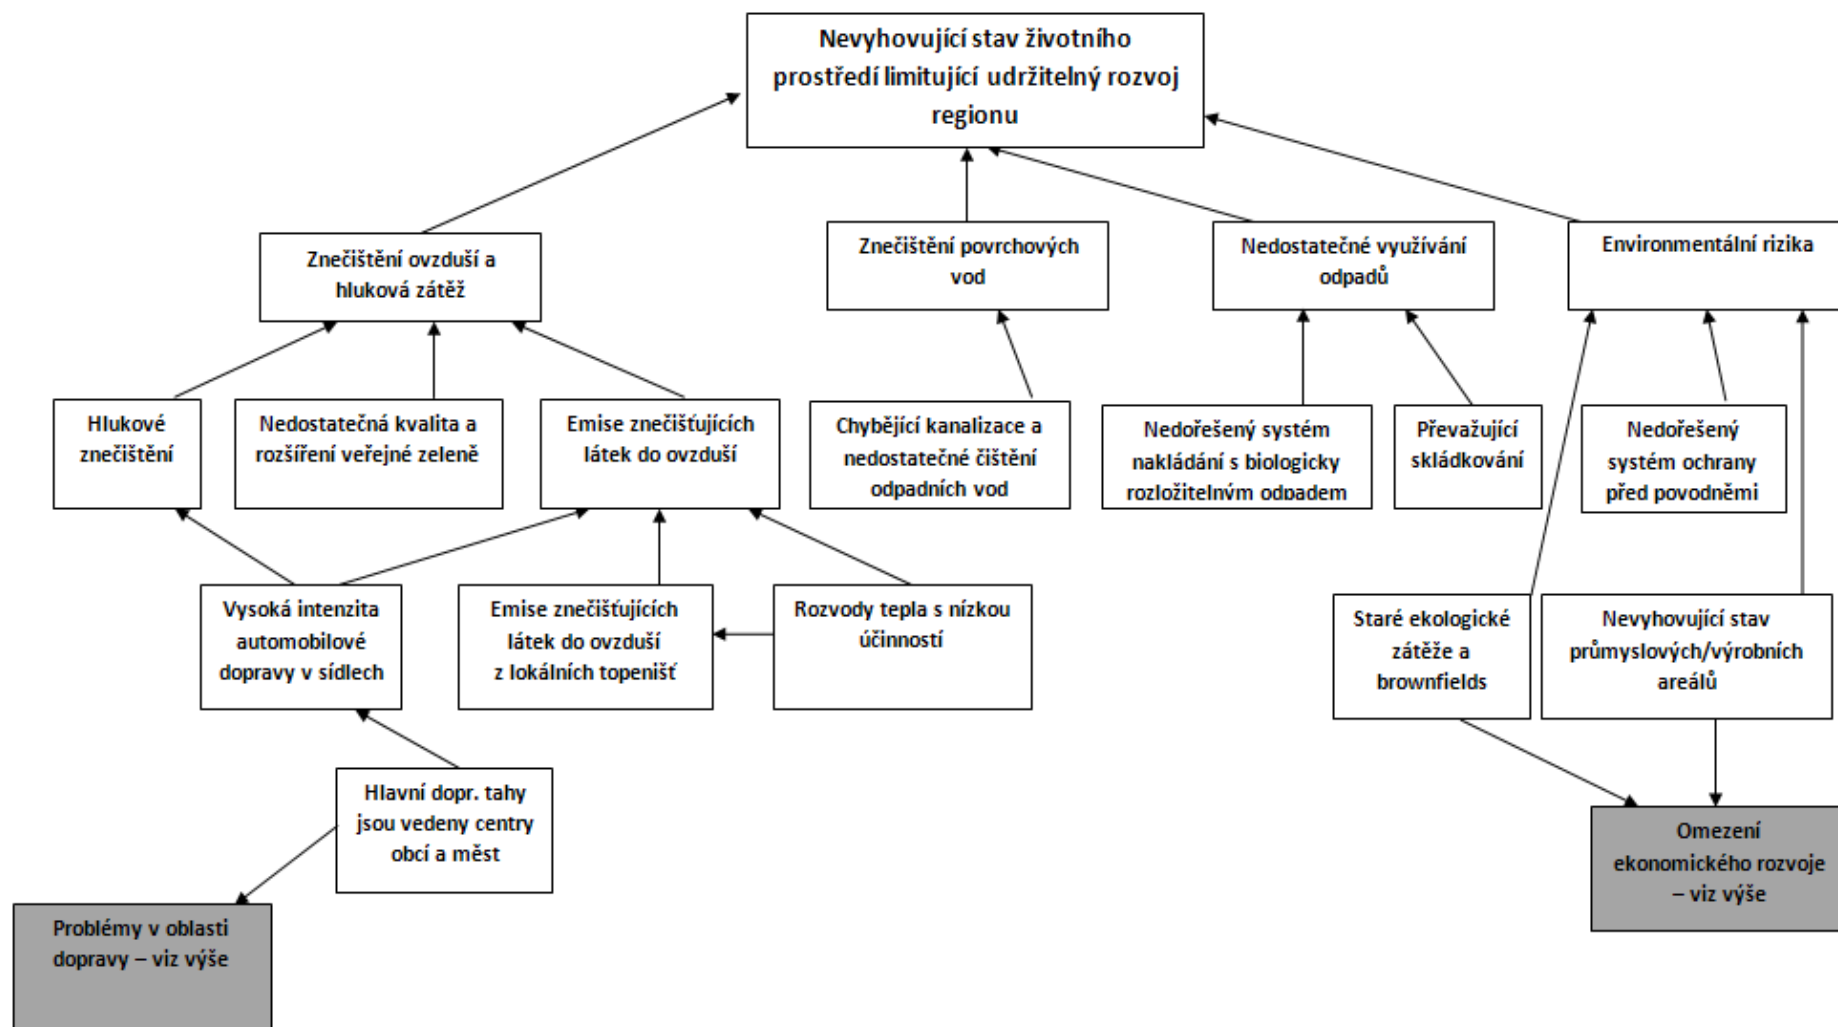 Nevyhovující stav životního
prostředí limitující udržitelný rozvoj
regionu
Znečištění ovzduší a
hluková zátěž
Znečištění povrchových
vod
Nedostatečné využívání
odpadů
Environmentální rizika
Hlukové
znečištění
Nedostatečná kvalita a
rozšíření veřejné zeleně
Emise znečišťujících
látek do ovzduší
Chybějící kanalizace a
nedostatečné čištění
odpadních vod
Nedořešený systém
nakládání s biologicky
rozložitelným odpadem
Převažující
skládkování
Nedořešený
systém ochrany
před povodněmi
Vysoká intenzita
automobilové
dopravy v sídlech
Emise znečišťujících
látek do ovzduší
z lokálních topenišť
Rozvody tepla s nízkou
účinností
Staré ekologické
zátěže a
brownfields
Nevyhovující stav
průmyslových/výrobních
areálů
Hlavní dopr. tahy
jsou vedeny centry
obcí a měst
Omezení
ekonomického rozvoje
– viz výše
Problémy v oblasti
dopravy – viz výše